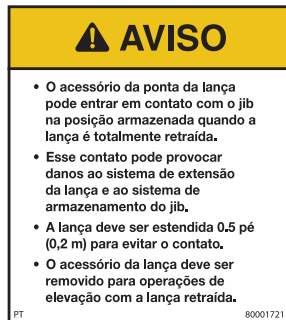 AVISO
• O acessório da ponta da lança
pode entrar em contato com o jib
na posição armazenada quando a
lança é totalmente retraída.
• Esse contato pode provocar
danos ao sistema de extensão
da lança e ao sistema de
armazenamento do jib.
• A lança deve ser estendida 0.5 pé
(0,2 m) para evitar o contato.
• O acessório da lança deve ser
removido para operações de
elevação com a lança retraída.
PT 80001721